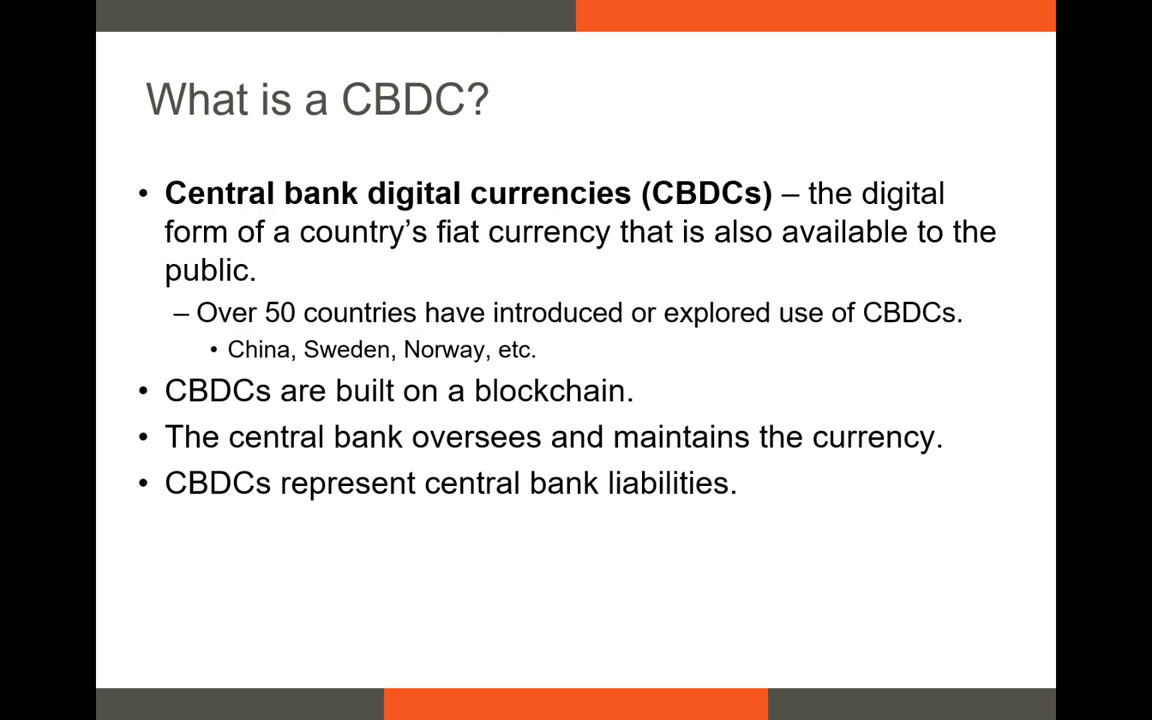 What is a CBDC?
• Central bank digital currencies (CBDCs) – the digital
form of a country’s fiat currency that is also available to the
public.
– Over 50 countries have introduced or explored use of CBDCs.
• China, Sweden, Norway, etc.
• CBDCs are built on a blockchain.
• The central bank oversees and maintains the currency.
• CBDCs represent central bank liabilities.